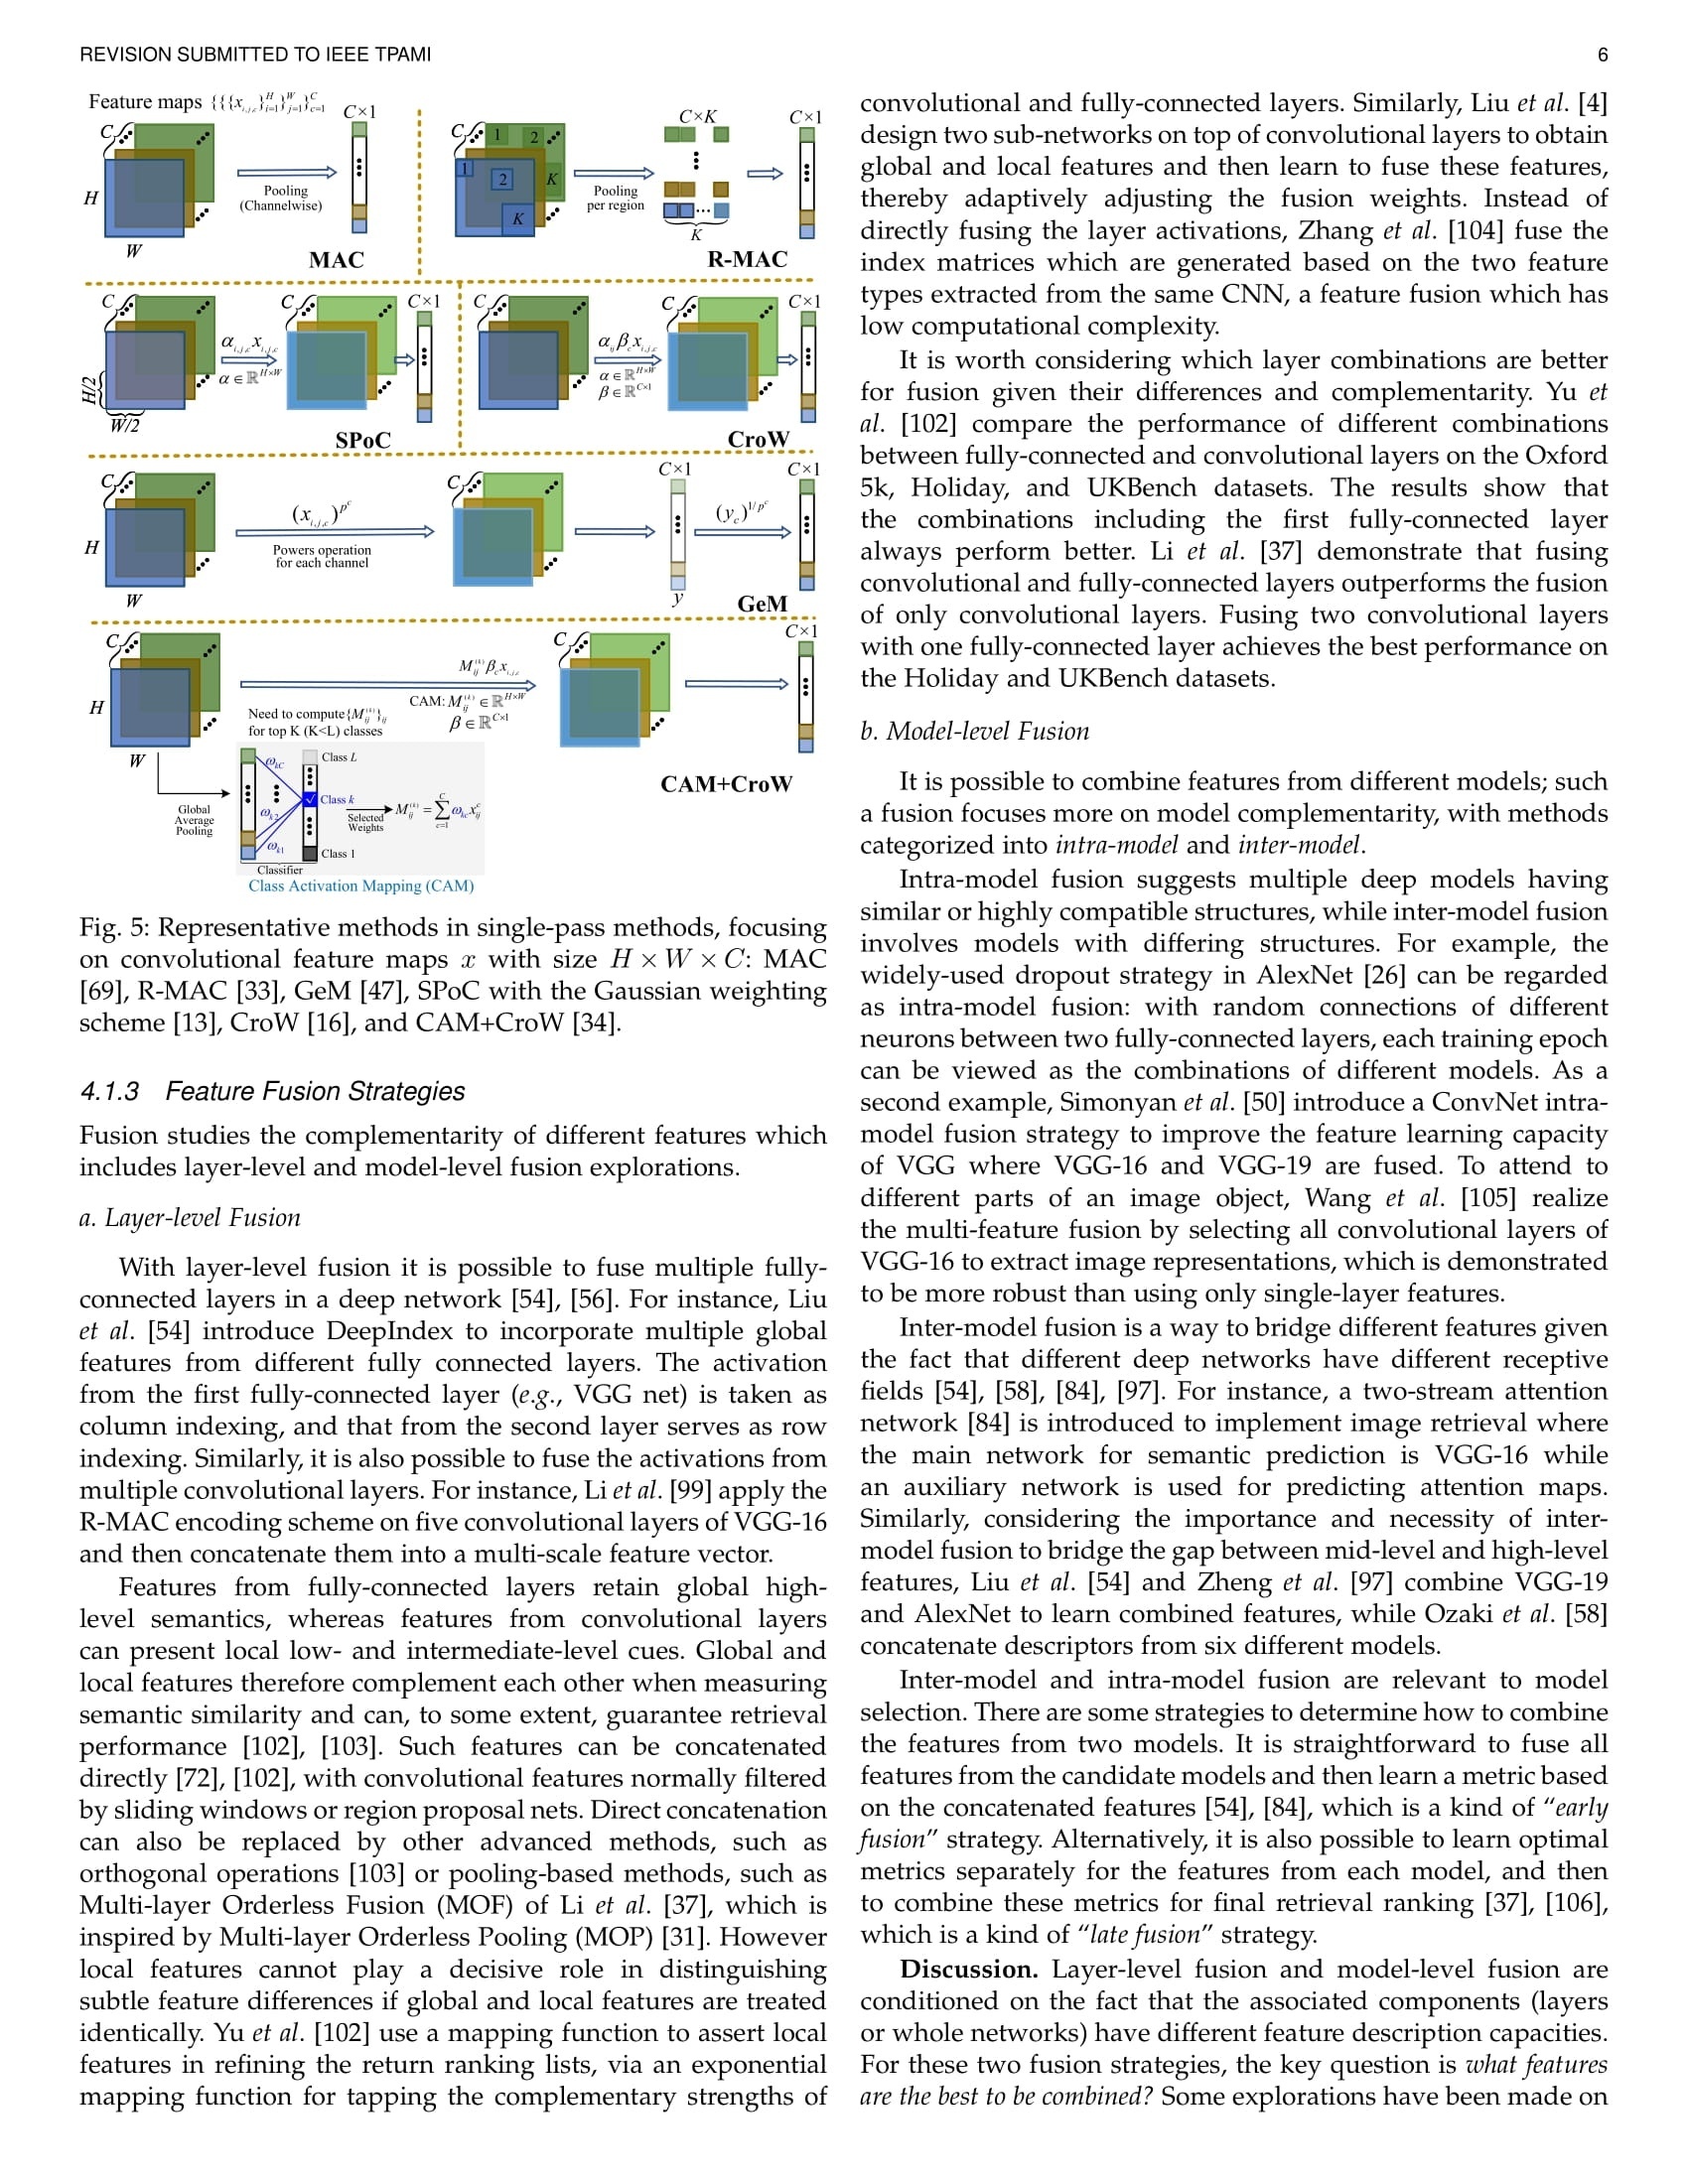 REVISION SUBMITTED TO IEEE TPAMI
6
Feature maps {{{x_{i,j,c}}_{i=1}^{H}}_{j=1}^{W}}_{c=1}^{C}
C×1
C
H
W
Pooling
(Channelwise)
MAC
C
1
2
K
1
2
K
Pooling
per region
C×K
K
C×1
R-MAC
C
H/2
W/2
α_{i,j,c} x_{i,j,c}
α ∈ ℝ^{H×W}
C
C×1
SPoC
C
α_{ij} β_c x_{i,j,c}
α ∈ ℝ^{H×W}
β ∈ ℝ^{C×1}
C
C×1
CroW
C
H
W
(x_{i,j,c})^{p^c}
Powers operation
for each channel
C
C×1
y
(y_c)^{1/p^c}
C×1
GeM
C
H
W
M_{ij}^{(k)} β_c x_{i,j,c}
CAM: M_{ij}^{(k)} ∈ ℝ^{H×W}
β ∈ ℝ^{C×1}
Need to compute {M_{ij}^{(k)}}_{ij}
for top K (K<L) classes
C
C×1
CAM+CroW
Global
Average
Pooling
ω_{kC}
ω_{k2}
ω_{k1}
Class L
Class k
Class 1
Selected
Weights
M_{ij}^{(k)} = ∑_{c=1}^{C} ω_{kc} x_{ij}^{c}
Classifier
Class Activation Mapping (CAM)
Fig. 5: Representative methods in single-pass methods, focusing
on convolutional feature maps x with size H × W × C: MAC
[69], R-MAC [33], GeM [47], SPoC with the Gaussian weighting
scheme [13], CroW [16], and CAM+CroW [34].
4.1.3 Feature Fusion Strategies
Fusion studies the complementarity of different features which
includes layer-level and model-level fusion explorations.
a. Layer-level Fusion
With layer-level fusion it is possible to fuse multiple fully-
connected layers in a deep network [54], [56]. For instance, Liu
et al. [54] introduce DeepIndex to incorporate multiple global
features from different fully connected layers. The activation
from the first fully-connected layer (e.g., VGG net) is taken as
column indexing, and that from the second layer serves as row
indexing. Similarly, it is also possible to fuse the activations from
multiple convolutional layers. For instance, Li et al. [99] apply the
R-MAC encoding scheme on five convolutional layers of VGG-16
and then concatenate them into a multi-scale feature vector.
Features from fully-connected layers retain global high-
level semantics, whereas features from convolutional layers
can present local low- and intermediate-level cues. Global and
local features therefore complement each other when measuring
semantic similarity and can, to some extent, guarantee retrieval
performance [102], [103]. Such features can be concatenated
directly [72], [102], with convolutional features normally filtered
by sliding windows or region proposal nets. Direct concatenation
can also be replaced by other advanced methods, such as
orthogonal operations [103] or pooling-based methods, such as
Multi-layer Orderless Fusion (MOF) of Li et al. [37], which is
inspired by Multi-layer Orderless Pooling (MOP) [31]. However
local features cannot play a decisive role in distinguishing
subtle feature differences if global and local features are treated
identically. Yu et al. [102] use a mapping function to assert local
features in refining the return ranking lists, via an exponential
mapping function for tapping the complementary strengths of
convolutional and fully-connected layers. Similarly, Liu et al. [4]
design two sub-networks on top of convolutional layers to obtain
global and local features and then learn to fuse these features,
thereby adaptively adjusting the fusion weights. Instead of
directly fusing the layer activations, Zhang et al. [104] fuse the
index matrices which are generated based on the two feature
types extracted from the same CNN, a feature fusion which has
low computational complexity.
It is worth considering which layer combinations are better
for fusion given their differences and complementarity. Yu et
al. [102] compare the performance of different combinations
between fully-connected and convolutional layers on the Oxford
5k, Holiday, and UKBench datasets. The results show that
the combinations including the first fully-connected layer
always perform better. Li et al. [37] demonstrate that fusing
convolutional and fully-connected layers outperforms the fusion
of only convolutional layers. Fusing two convolutional layers
with one fully-connected layer achieves the best performance on
the Holiday and UKBench datasets.
b. Model-level Fusion
It is possible to combine features from different models; such
a fusion focuses more on model complementarity, with methods
categorized into intra-model and inter-model.
Intra-model fusion suggests multiple deep models having
similar or highly compatible structures, while inter-model fusion
involves models with differing structures. For example, the
widely-used dropout strategy in AlexNet [26] can be regarded
as intra-model fusion: with random connections of different
neurons between two fully-connected layers, each training epoch
can be viewed as the combinations of different models. As a
second example, Simonyan et al. [50] introduce a ConvNet intra-
model fusion strategy to improve the feature learning capacity
of VGG where VGG-16 and VGG-19 are fused. To attend to
different parts of an image object, Wang et al. [105] realize
the multi-feature fusion by selecting all convolutional layers of
VGG-16 to extract image representations, which is demonstrated
to be more robust than using only single-layer features.
Inter-model fusion is a way to bridge different features given
the fact that different deep networks have different receptive
fields [54], [58], [84], [97]. For instance, a two-stream attention
network [84] is introduced to implement image retrieval where
the main network for semantic prediction is VGG-16 while
an auxiliary network is used for predicting attention maps.
Similarly, considering the importance and necessity of inter-
model fusion to bridge the gap between mid-level and high-level
features, Liu et al. [54] and Zheng et al. [97] combine VGG-19
and AlexNet to learn combined features, while Ozaki et al. [58]
concatenate descriptors from six different models.
Inter-model and intra-model fusion are relevant to model
selection. There are some strategies to determine how to combine
the features from two models. It is straightforward to fuse all
features from the candidate models and then learn a metric based
on the concatenated features [54], [84], which is a kind of “early
fusion” strategy. Alternatively, it is also possible to learn optimal
metrics separately for the features from each model, and then
to combine these metrics for final retrieval ranking [37], [106],
which is a kind of “late fusion” strategy.
Discussion. Layer-level fusion and model-level fusion are
conditioned on the fact that the associated components (layers
or whole networks) have different feature description capacities.
For these two fusion strategies, the key question is what features
are the best to be combined? Some explorations have been made on